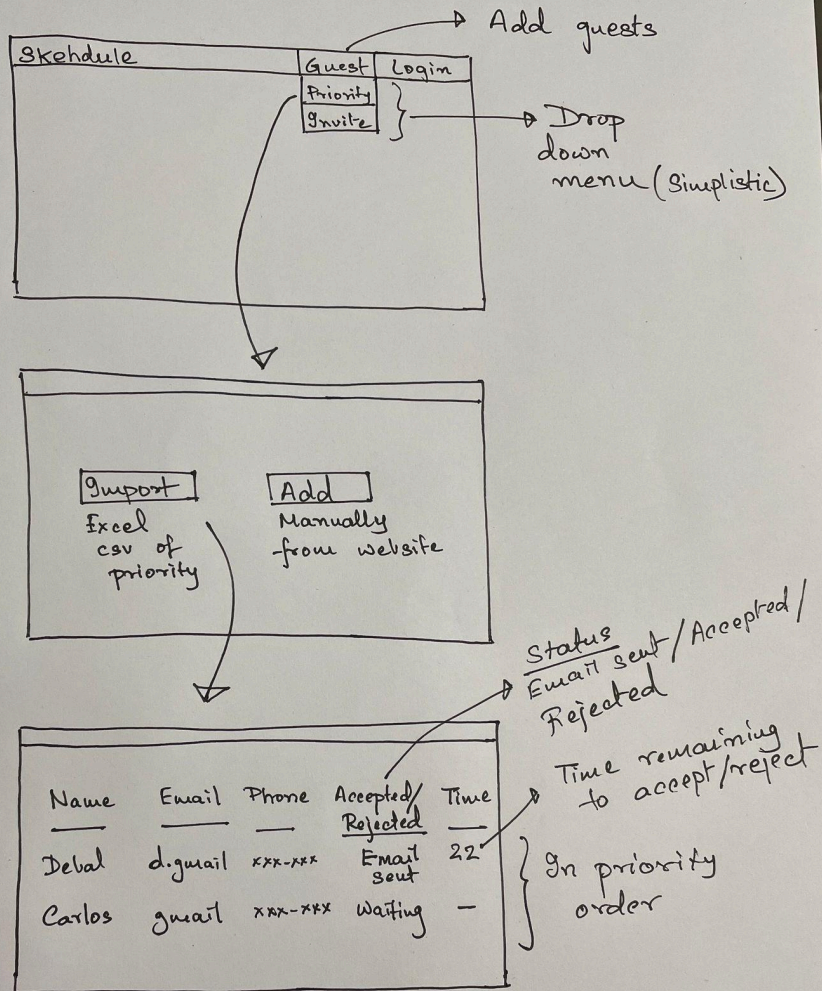 Add guests
Skehdule
Guest
Login
Priority
Invite
Drop
down
menu (Simplistic)
Import
Excel
csv of
priority
Add
Manually
from website
Status
Email sent/Accepted/
Rejected
Time remaining
to accept/reject
Name Email Phone Accepted/ Time
Rejected
Debal d.gmail xxx-xxx Email 22
sent
Carlos gmail xxx-xxx Waiting –
In priority
order